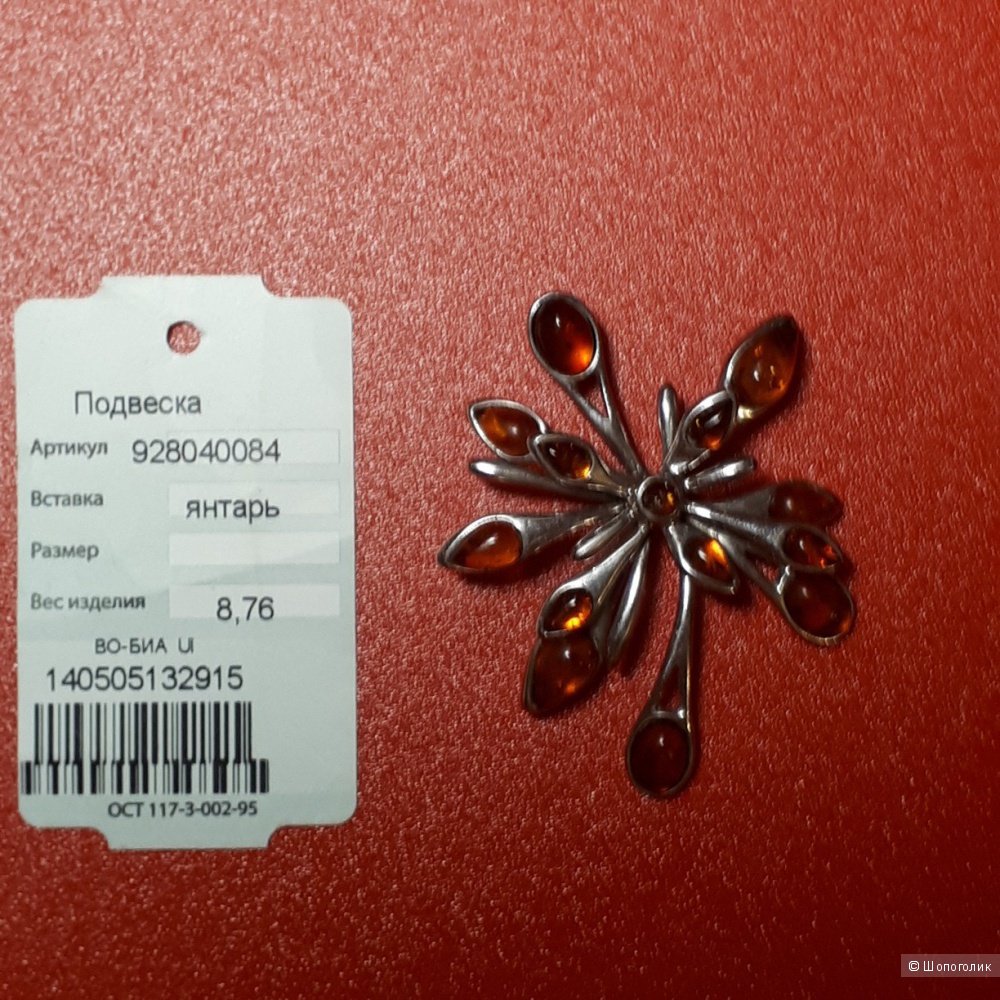 Подвеска
Артикул 928040084
Вставка янтарь
Размер
Вес изделия 8,76
ВО-БИА UI
140505132915
ОСТ 117-3-002-95
© Шопоголик